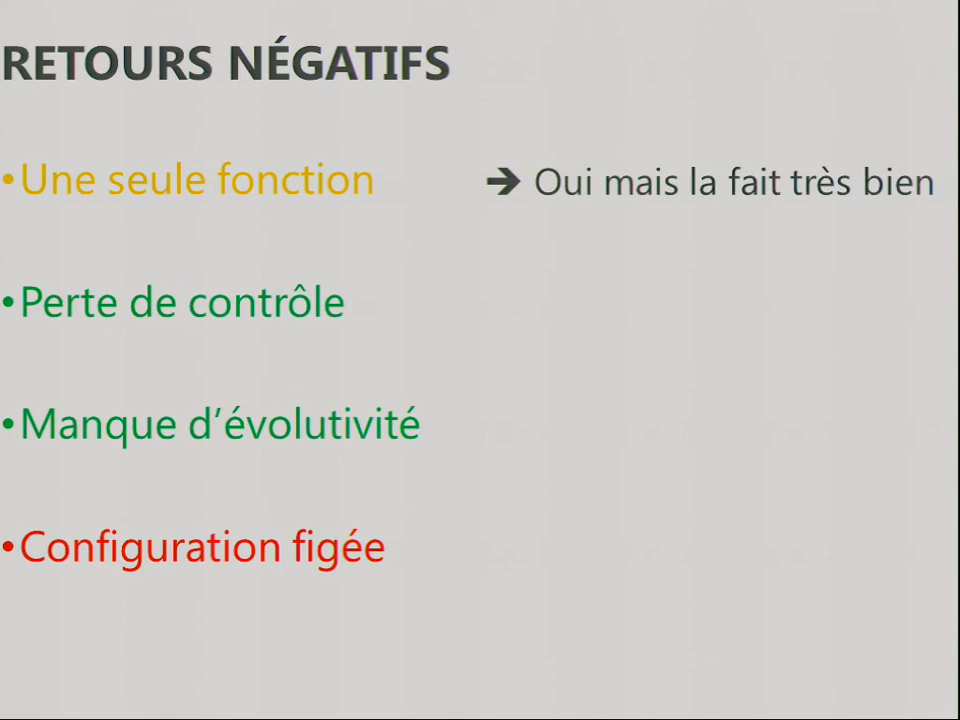 RETOURS NÉGATIFS
•Une seule fonction ➔ Oui mais la fait très bien
•Perte de contrôle
•Manque d’évolutivité
•Configuration figée